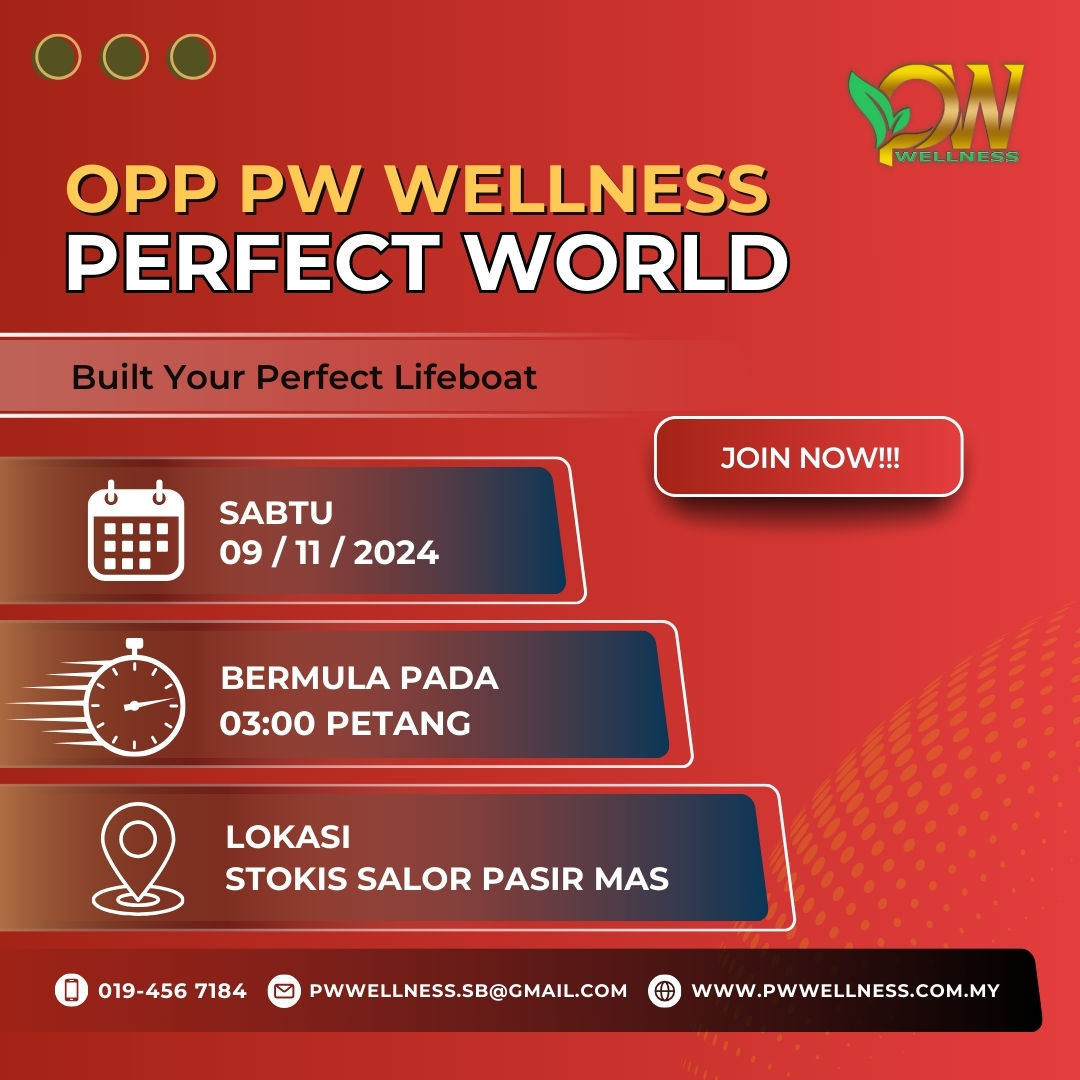 PW
WELLNESS
OPP PW WELLNESS
PERFECT WORLD
Built Your Perfect Lifeboat
JOIN NOW!!!
SABTU
09 / 11 / 2024
BERMULA PADA
03:00 PETANG
LOKASI
STOKIS SALOR PASIR MAS
019-456 7184 PWWELLNESS.SB@GMAIL.COM WWW.PWWELLNESS.COM.MY